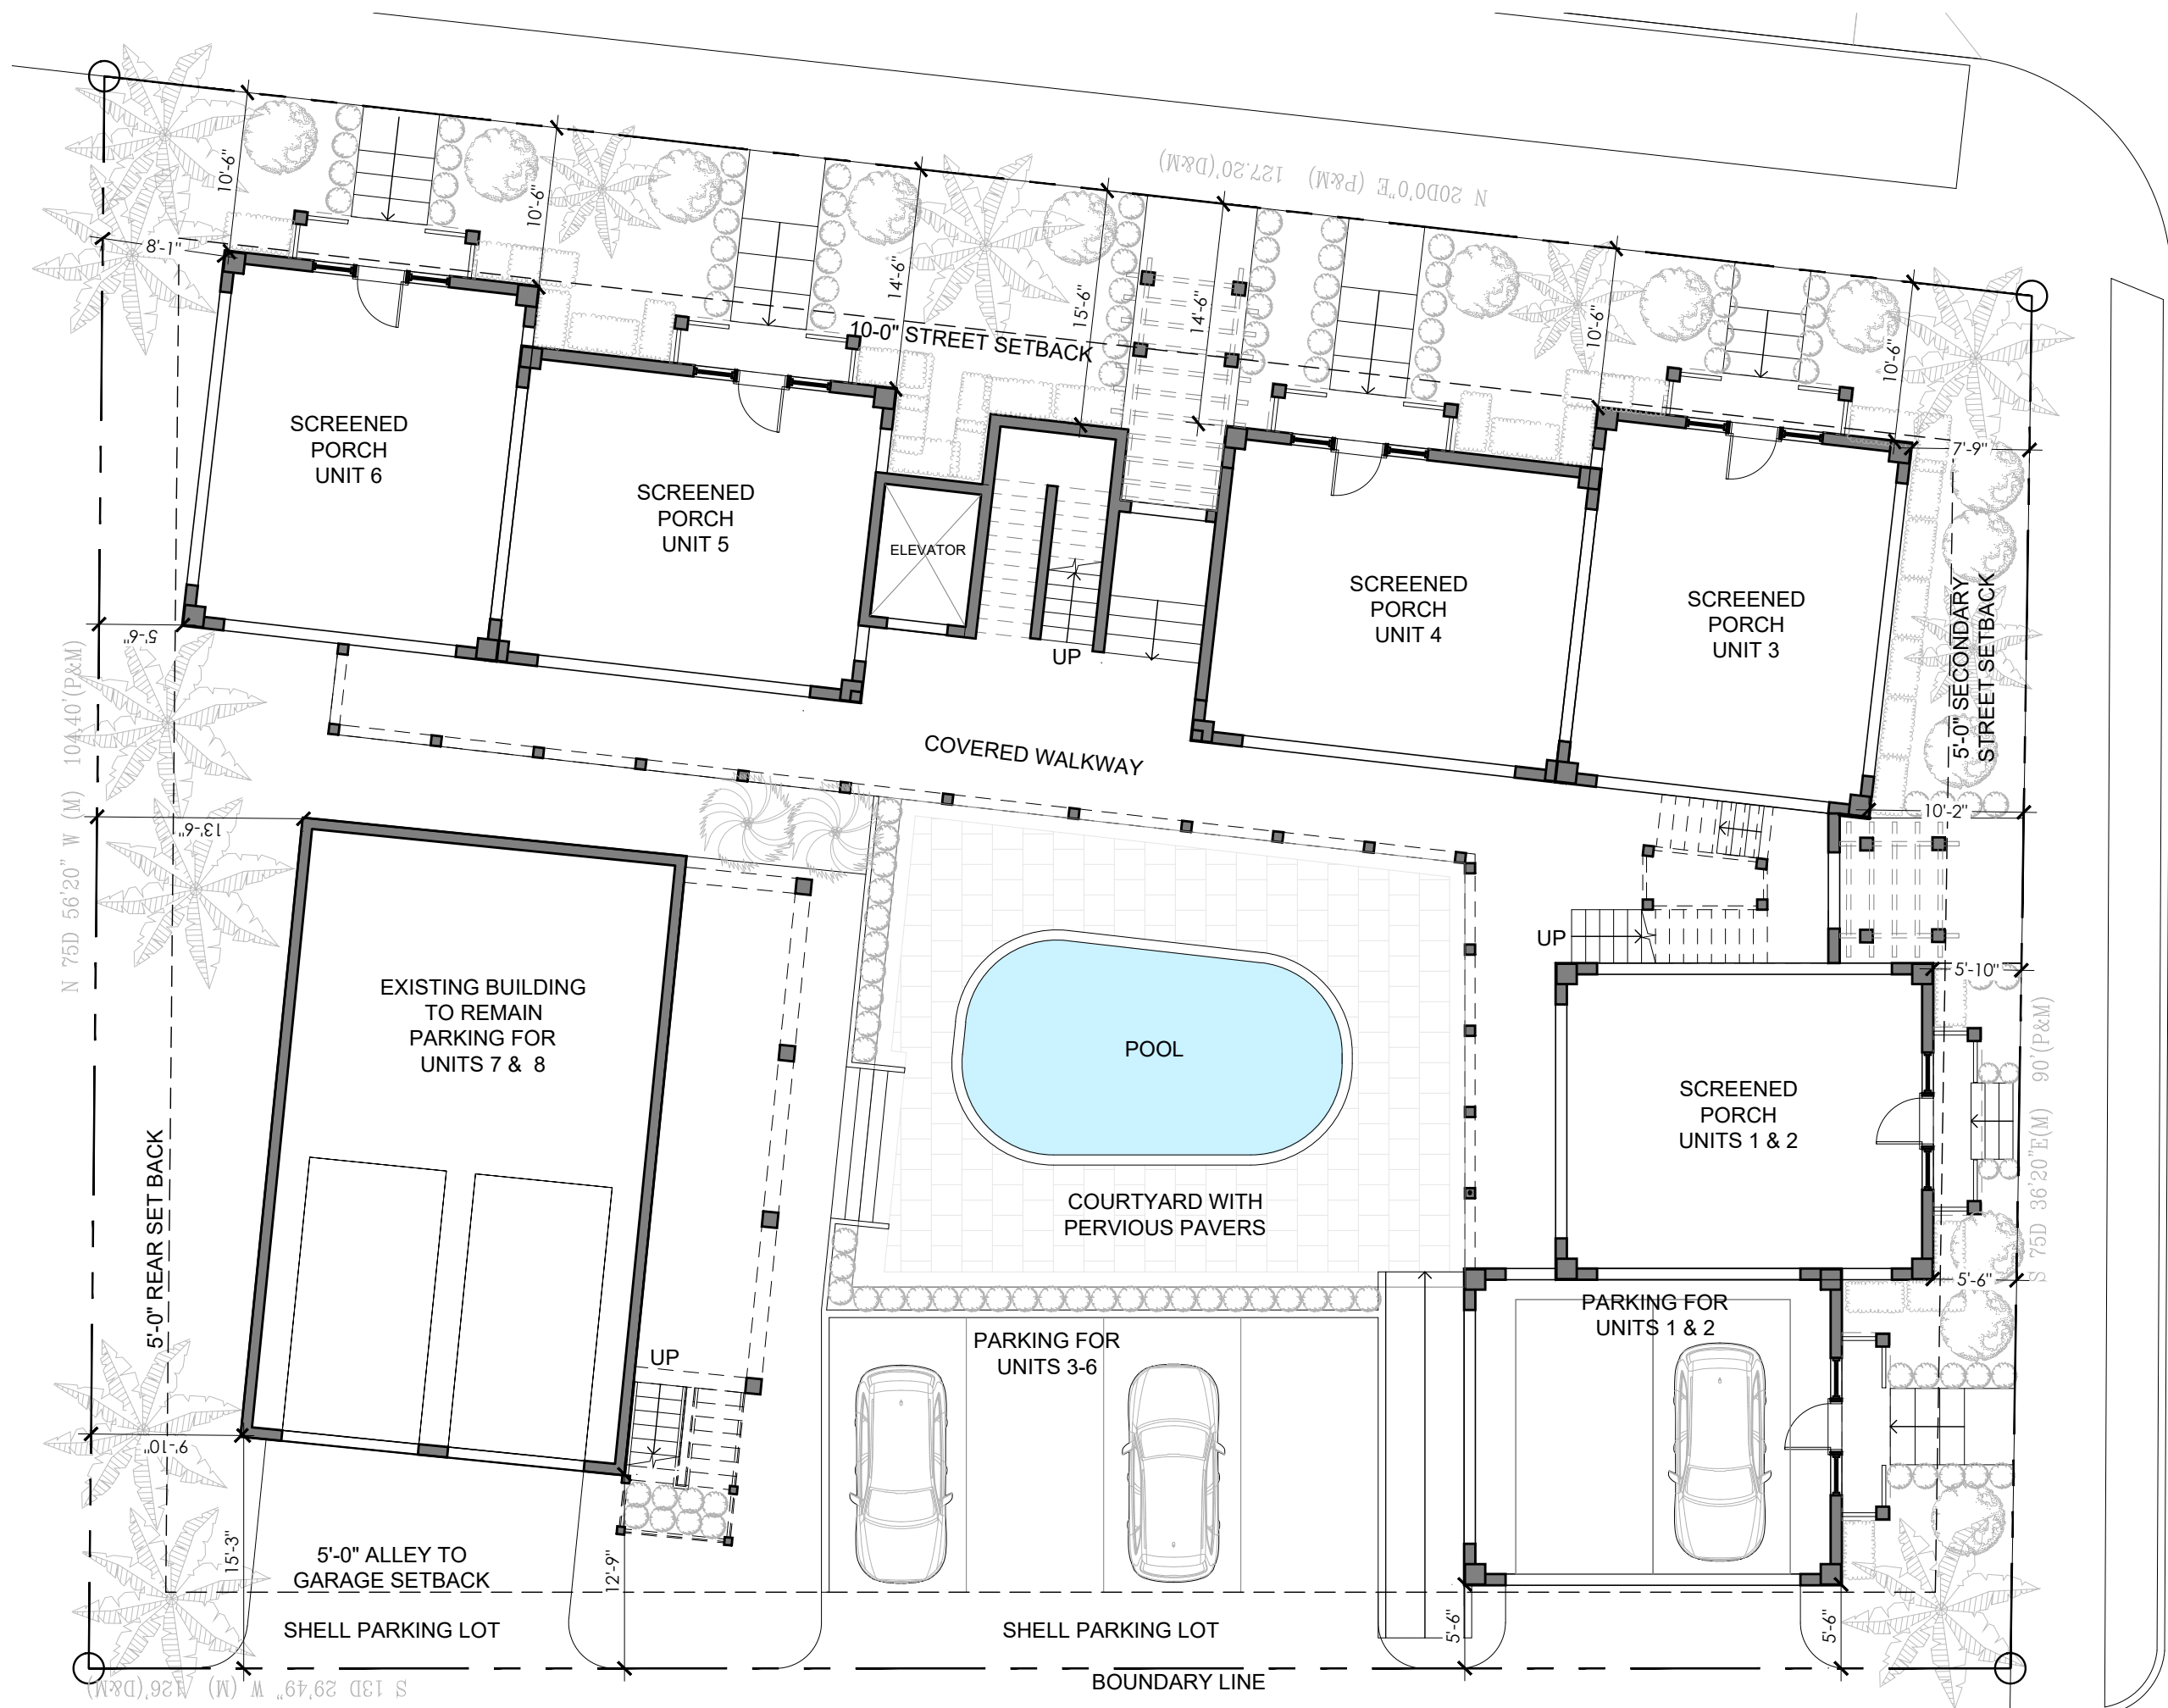 N 20D0'0"E (P&M) 127.20'(D&M)
10'-6"
10'-6"
14'-6"
15'-6"
14'-6"
10'-6"
10'-6"
8'-1"
10-0" STREET SETBACK
7'-9"
SCREENED
PORCH
UNIT 6
SCREENED
PORCH
UNIT 5
ELEVATOR
UP
SCREENED
PORCH
UNIT 4
SCREENED
PORCH
UNIT 3
5'-0" SECONDARY
STREET SETBACK
5'-6"
N 75D 56'20" W (M) 104.40'(P&M)
COVERED WALKWAY
10'-2"
13'-6"
UP
5'-10"
EXISTING BUILDING
TO REMAIN
PARKING FOR
UNITS 7 & 8
POOL
SCREENED
PORCH
UNITS 1 & 2
S 75D 36'20"E(M) 90'(P&M)
5'-0" REAR SET BACK
COURTYARD WITH
PERVIOUS PAVERS
5'-6"
PARKING FOR
UNITS 1 & 2
PARKING FOR
UNITS 3-6
UP
9'-10"
15'-3"
5'-0" ALLEY TO
GARAGE SETBACK
12'-9"
SHELL PARKING LOT
SHELL PARKING LOT
5'-6"
5'-6"
BOUNDARY LINE
S 13D 29'49" W (M) 126'(D&M)